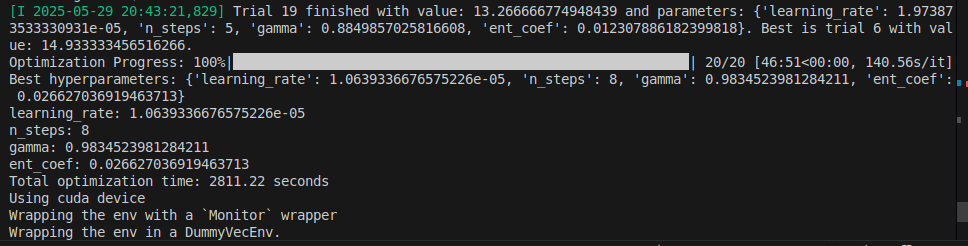 [I 2025-05-29 20:43:21,829] Trial 19 finished with value: 13.266666774948439 and parameters: {'learning_rate': 1.97387
3533330931e-05, 'n_steps': 5, 'gamma': 0.8849857025816608, 'ent_coef': 0.012307886182399818}. Best is trial 6 with val
ue: 14.933333456516266.
Optimization Progress: 100%| | 20/20 [46:51<00:00, 140.56s/it]
Best hyperparameters: {'learning_rate': 1.0639336676575226e-05, 'n_steps': 8, 'gamma': 0.9834523981284211, 'ent_coef':
0.026627036919463713}
learning_rate: 1.0639336676575226e-05
n_steps: 8
gamma: 0.9834523981284211
ent_coef: 0.026627036919463713
Total optimization time: 2811.22 seconds
Using cuda device
Wrapping the env with a `Monitor` wrapper
Wrapping the env in a DummyVecEnv.